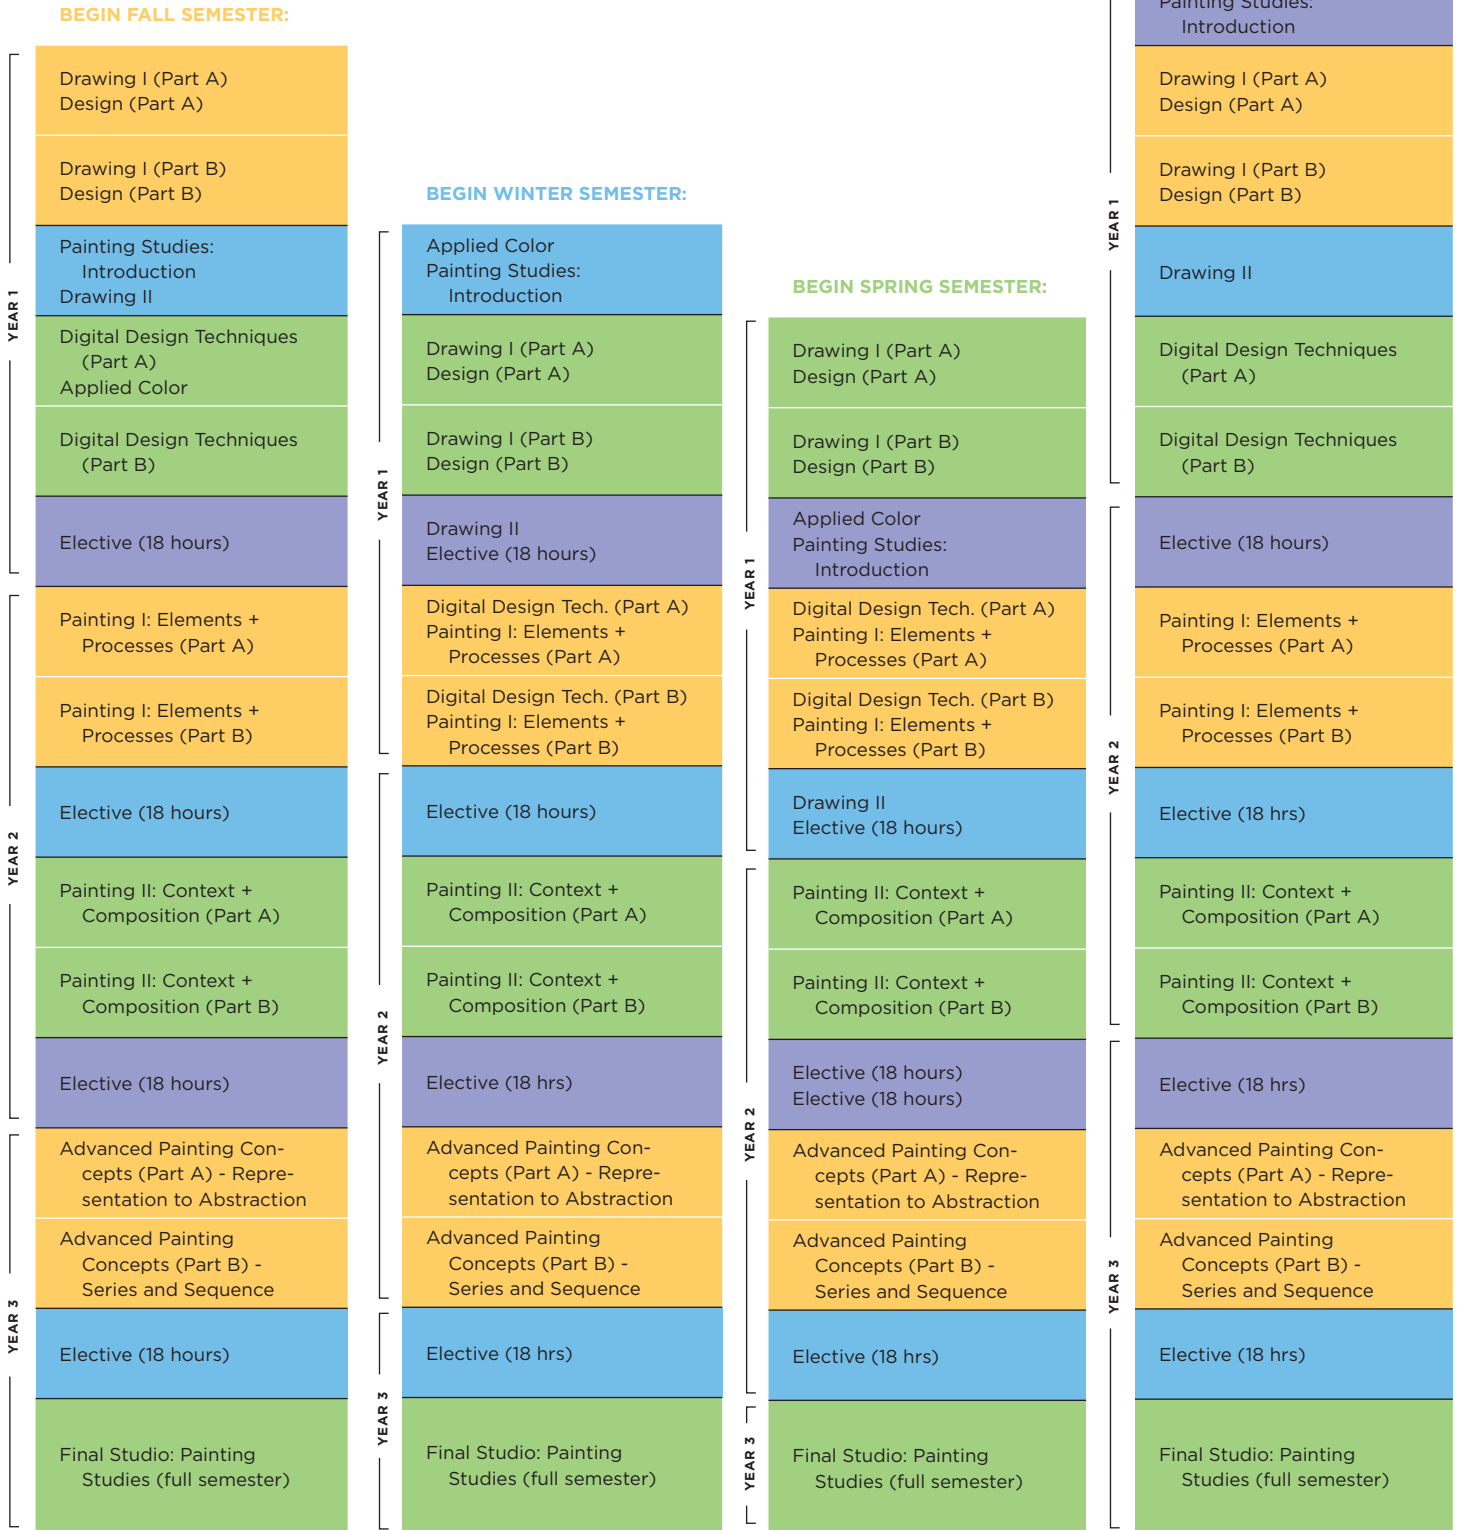 BEGIN FALL SEMESTER:
YEAR 1
Drawing I (Part A)
Design (Part A)
Drawing I (Part B)
Design (Part B)
Painting Studies:
Introduction
Drawing II
Digital Design Techniques
(Part A)
Applied Color
Digital Design Techniques
(Part B)
Elective (18 hours)
YEAR 2
Painting I: Elements +
Processes (Part A)
Painting I: Elements +
Processes (Part B)
Elective (18 hours)
Painting II: Context +
Composition (Part A)
Painting II: Context +
Composition (Part B)
Elective (18 hours)
YEAR 3
Advanced Painting Con-
cepts (Part A) - Repre-
sentation to Abstraction
Advanced Painting
Concepts (Part B) -
Series and Sequence
Elective (18 hours)
Final Studio: Painting
Studies (full semester)
BEGIN WINTER SEMESTER:
YEAR 1
Applied Color
Painting Studies:
Introduction
Drawing I (Part A)
Design (Part A)
Drawing I (Part B)
Design (Part B)
Drawing II
Elective (18 hours)
Digital Design Tech. (Part A)
Painting I: Elements +
Processes (Part A)
Digital Design Tech. (Part B)
Painting I: Elements +
Processes (Part B)
YEAR 2
Elective (18 hours)
Painting II: Context +
Composition (Part A)
Painting II: Context +
Composition (Part B)
Elective (18 hrs)
Advanced Painting Con-
cepts (Part A) - Repre-
sentation to Abstraction
Advanced Painting
Concepts (Part B) -
Series and Sequence
YEAR 3
Elective (18 hrs)
Final Studio: Painting
Studies (full semester)
BEGIN SPRING SEMESTER:
YEAR 1
Drawing I (Part A)
Design (Part A)
Drawing I (Part B)
Design (Part B)
Applied Color
Painting Studies:
Introduction
Digital Design Tech. (Part A)
Painting I: Elements +
Processes (Part A)
Digital Design Tech. (Part B)
Painting I: Elements +
Processes (Part B)
Drawing II
Elective (18 hours)
YEAR 2
Painting II: Context +
Composition (Part A)
Painting II: Context +
Composition (Part B)
Elective (18 hours)
Elective (18 hours)
Advanced Painting Con-
cepts (Part A) - Repre-
sentation to Abstraction
Advanced Painting
Concepts (Part B) -
Series and Sequence
Elective (18 hrs)
YEAR 3
Final Studio: Painting
Studies (full semester)
YEAR 1
Painting Studies:
Introduction
Drawing I (Part A)
Design (Part A)
Drawing I (Part B)
Design (Part B)
Drawing II
Digital Design Techniques
(Part A)
Digital Design Techniques
(Part B)
YEAR 2
Elective (18 hours)
Painting I: Elements +
Processes (Part A)
Painting I: Elements +
Processes (Part B)
Elective (18 hrs)
Painting II: Context +
Composition (Part A)
Painting II: Context +
Composition (Part B)
YEAR 3
Elective (18 hrs)
Advanced Painting Con-
cepts (Part A) - Repre-
sentation to Abstraction
Advanced Painting
Concepts (Part B) -
Series and Sequence
Elective (18 hrs)
Final Studio: Painting
Studies (full semester)